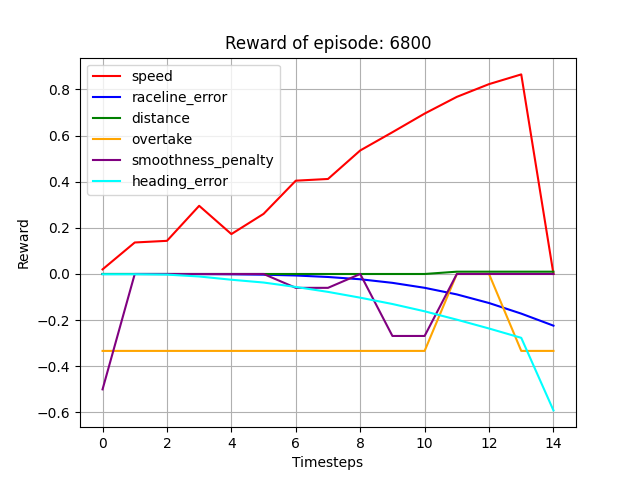 Reward of episode: 6800
speed
raceline_error
distance
overtake
smoothness_penalty
heading_error
Reward
0.8
0.6
0.4
0.2
0.0
−0.2
−0.4
−0.6
0 2 4 6 8 10 12 14
Timesteps